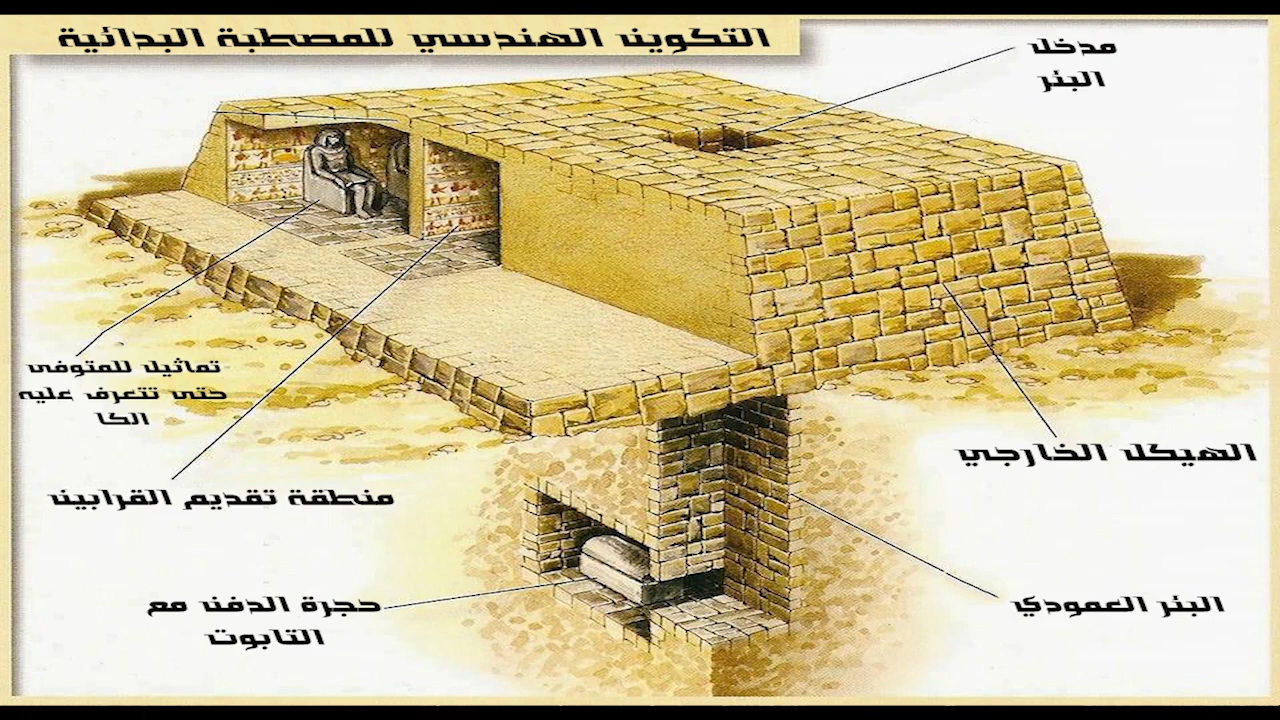 التكوين الهندسي للمصطبة البدائية
مدخل
البئر
تماثيل للمتوفى
حتى تتعرف عليه
الكا
الهيكل الخارجي
منطقة تقديم القرابين
حجرة الدفن مع
التابوت
البئر العمودي